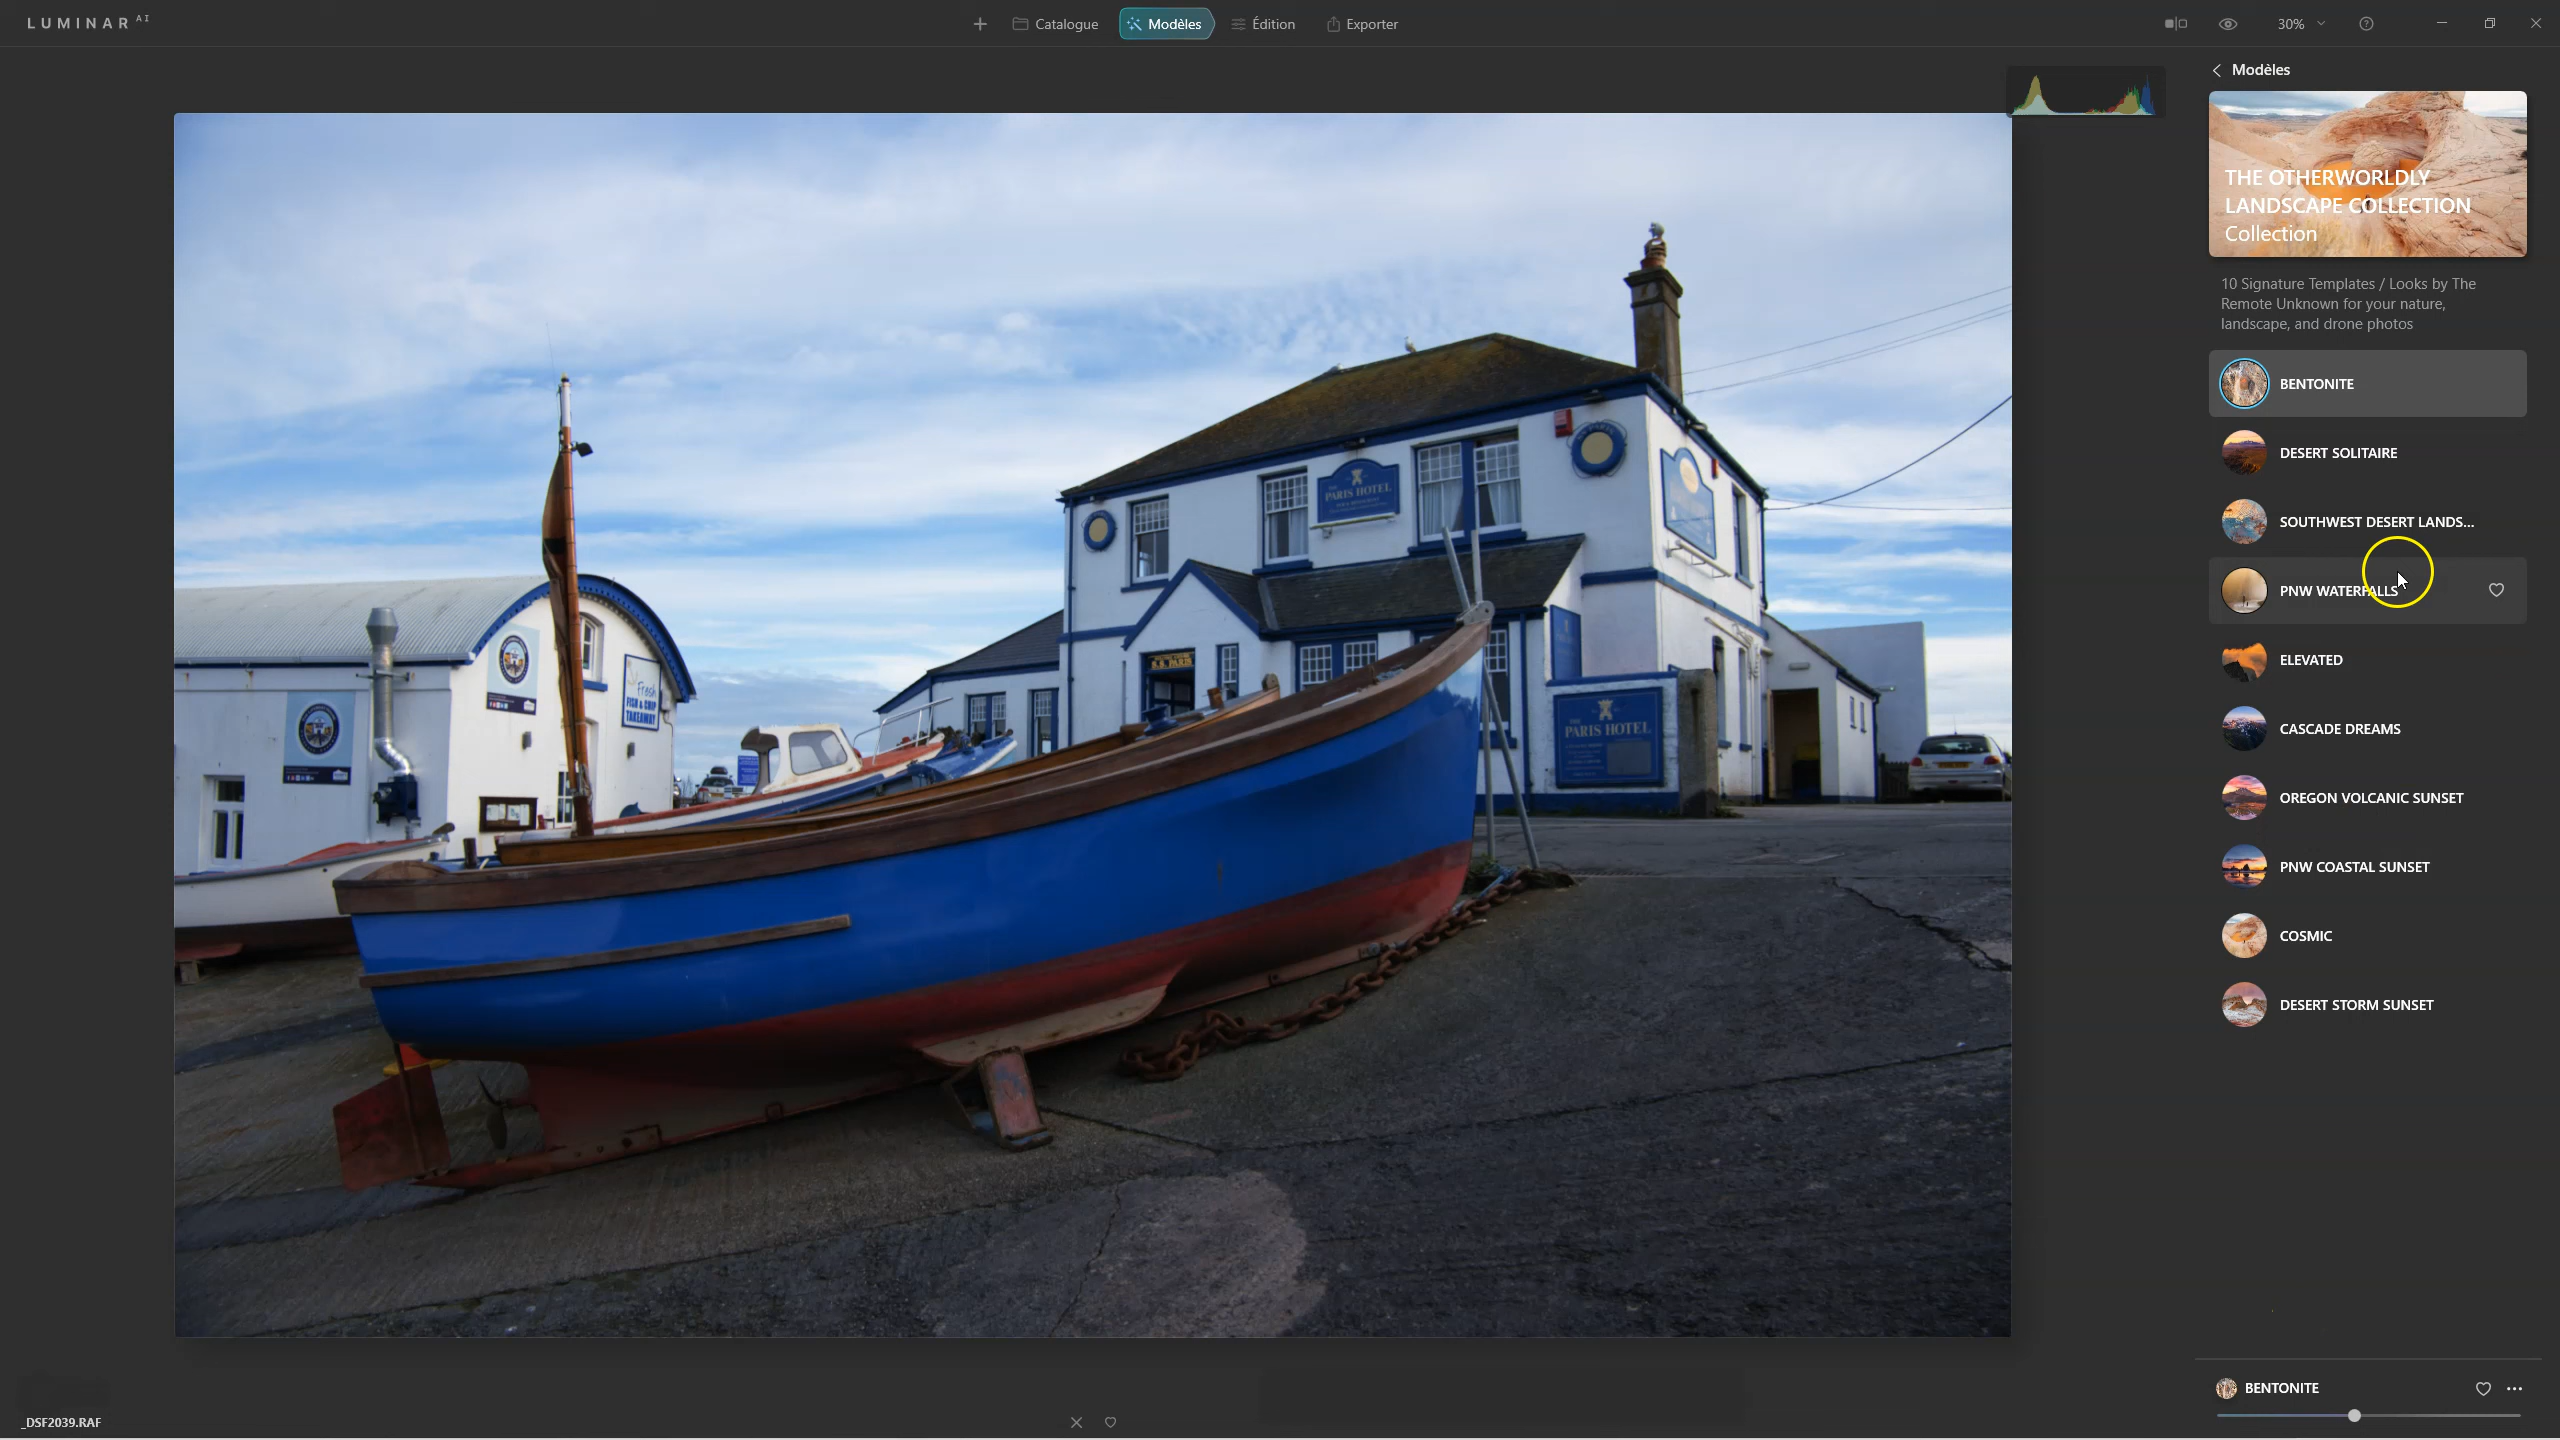 LUMINAR AI
Catalogue
Modèles
Édition
Exporter
30%
Modèles
THE OTHERWORLDLY
LANDSCAPE COLLECTION
Collection
10 Signature Templates / Looks by The
Remote Unknown for your nature,
landscape, and drone photos
BENTONITE
DESERT SOLITAIRE
SOUTHWEST DESERT LANDS...
PNW WATERFALLS
ELEVATED
CASCADE DREAMS
OREGON VOLCANIC SUNSET
PNW COASTAL SUNSET
COSMIC
DESERT STORM SUNSET
PARIS HOTEL
S.S. PARIS
Fresh
FISH & CHIP
TAKEAWAY
THE
PARIS HOTEL
BENTONITE
_DSF2039.RAF